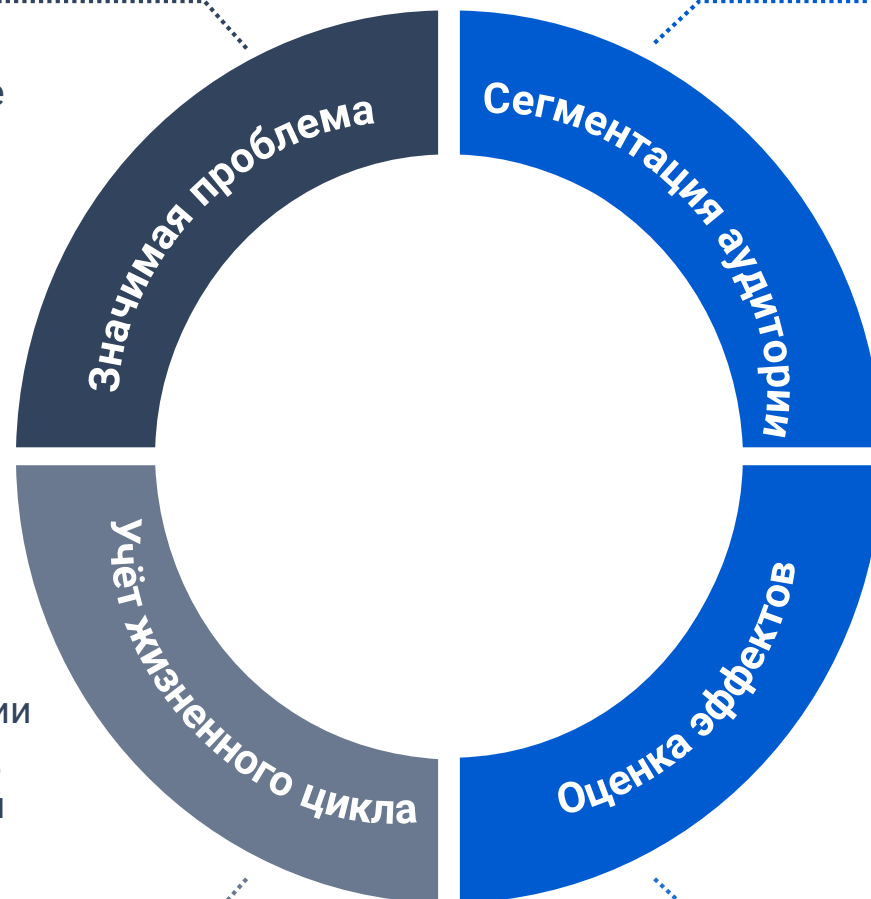 Значимая проблема
Сегментация аудитории
Учёт жизненного цикла
Оценка эффектов